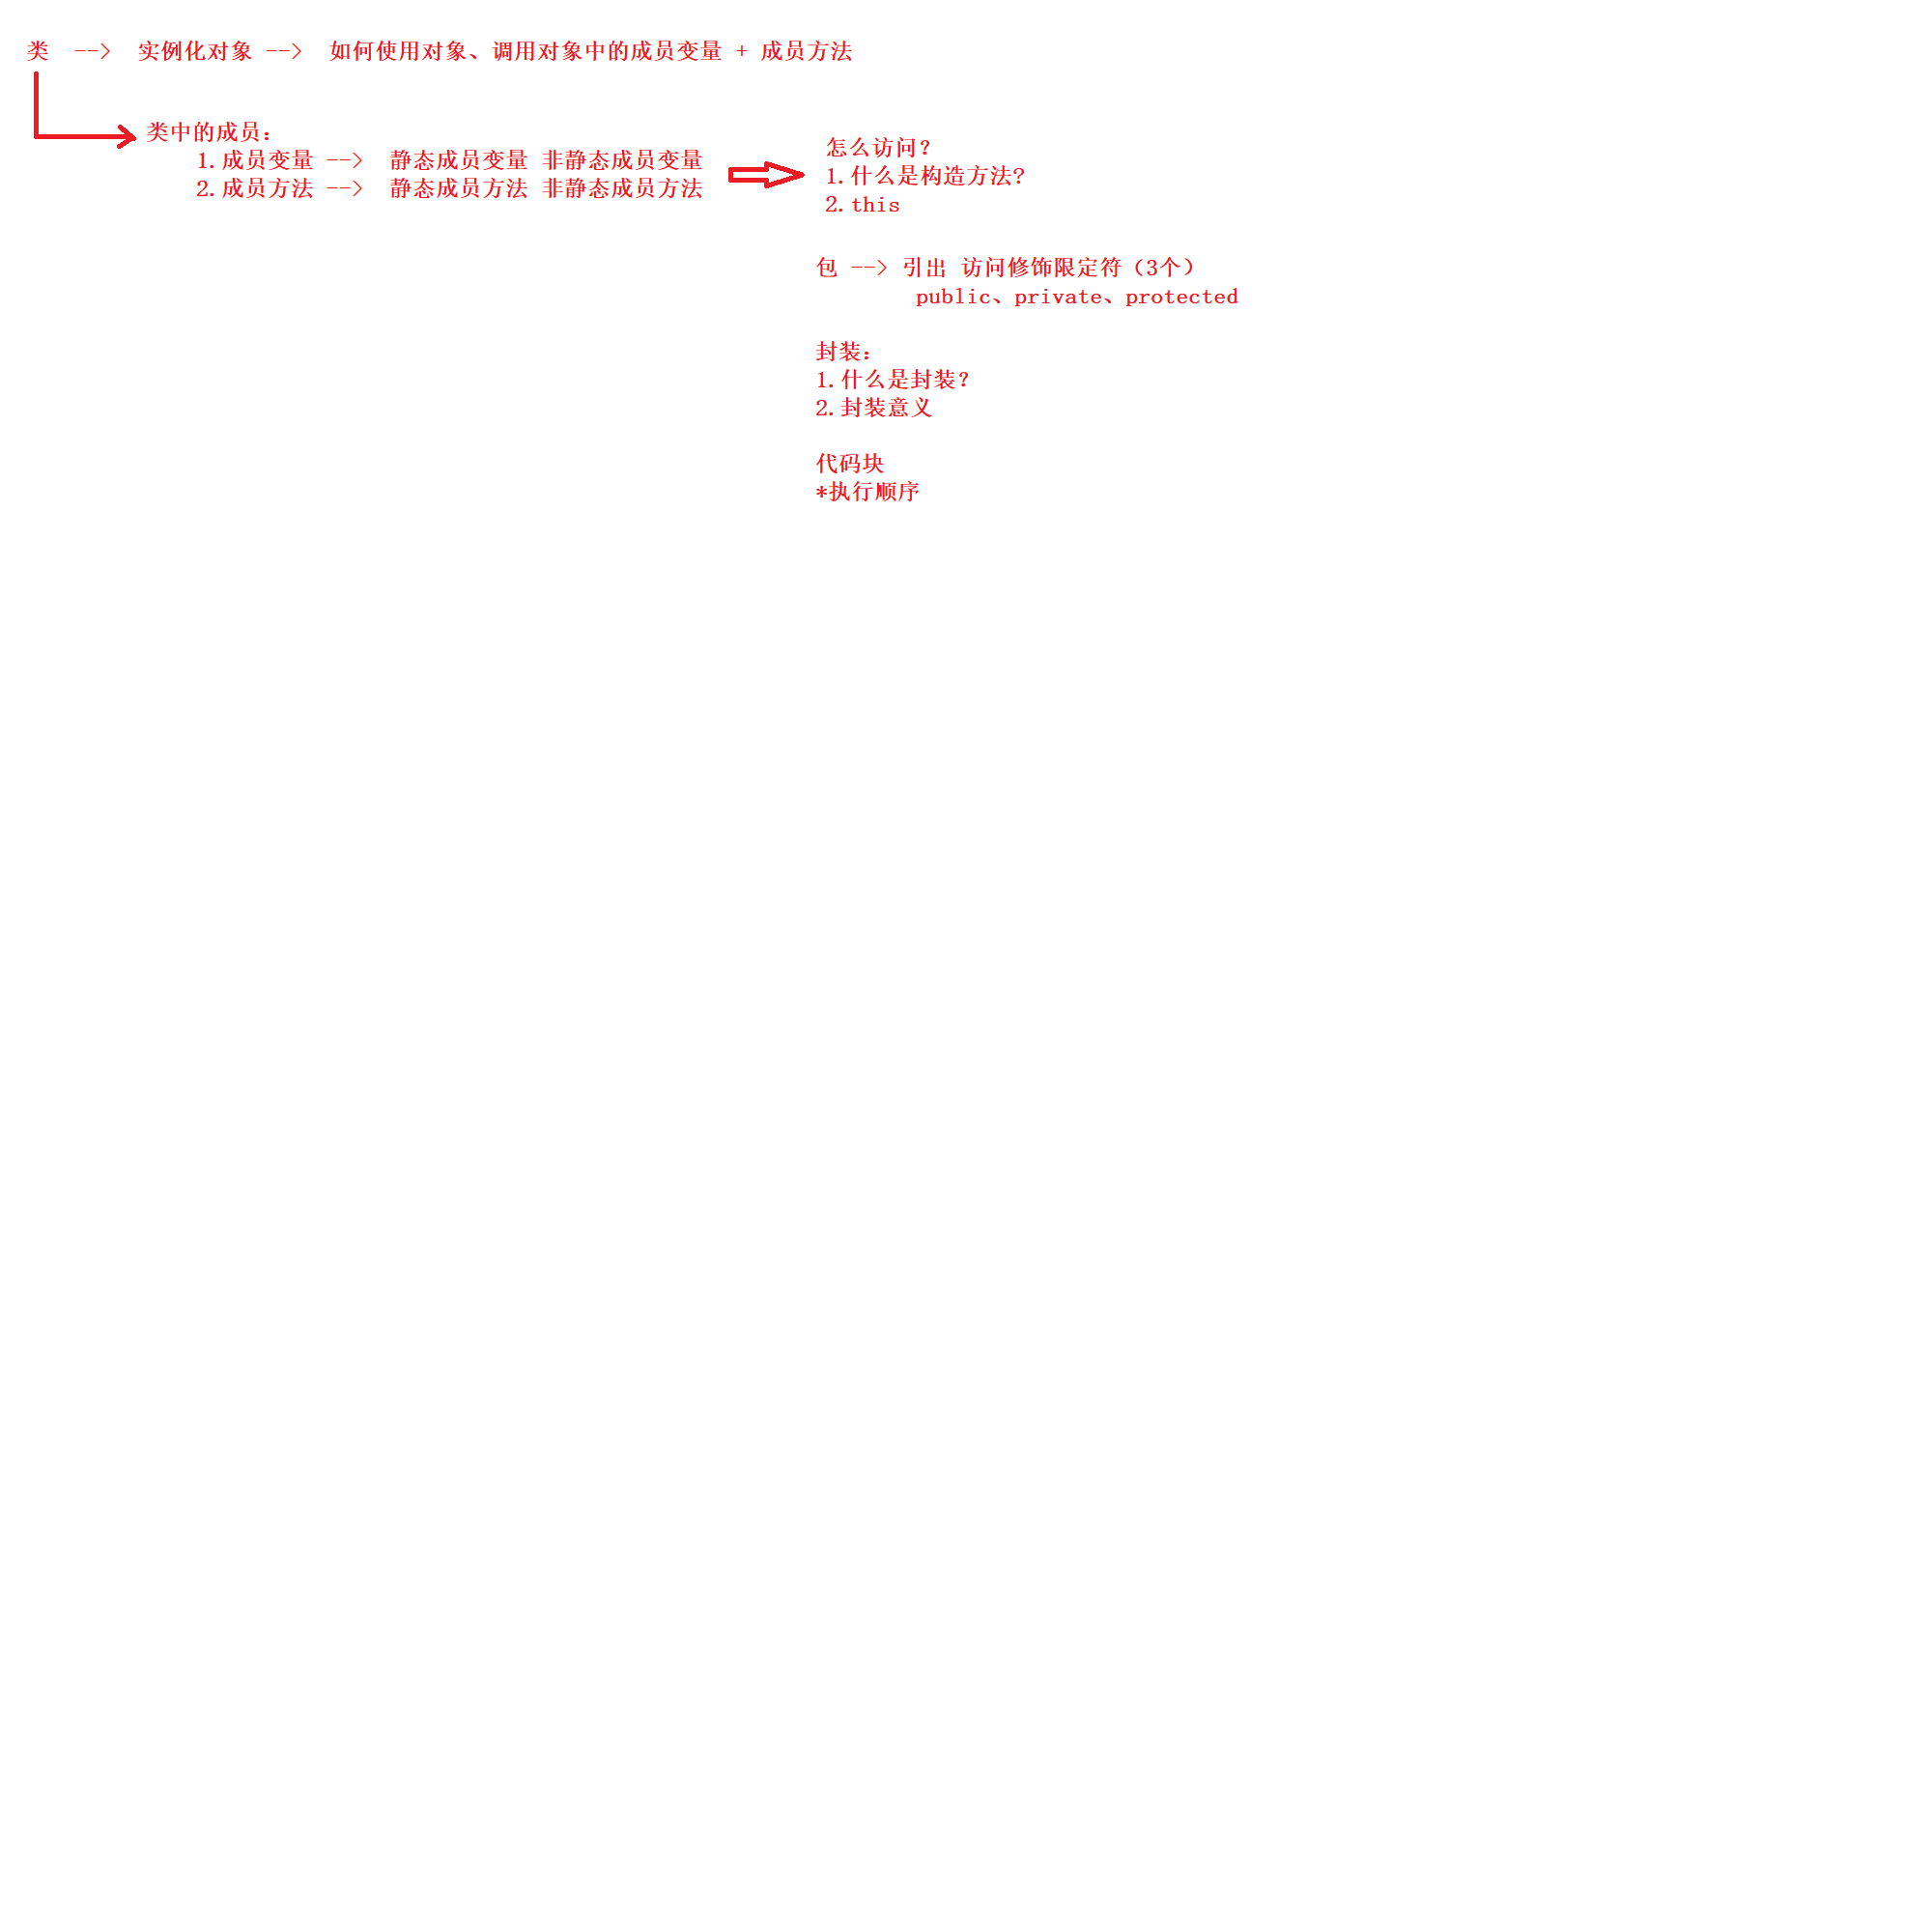 类 --> 实例化对象 --> 如何使用对象、调用对象中的成员变量 + 成员方法
类中的成员：
1.成员变量 --> 静态成员变量 非静态成员变量
2.成员方法 --> 静态成员方法 非静态成员方法
怎么访问？
1.什么是构造方法?
2.this
包 --> 引出 访问修饰限定符（3个）
public、private、protected
封装：
1.什么是封装？
2.封装意义
代码块
*执行顺序